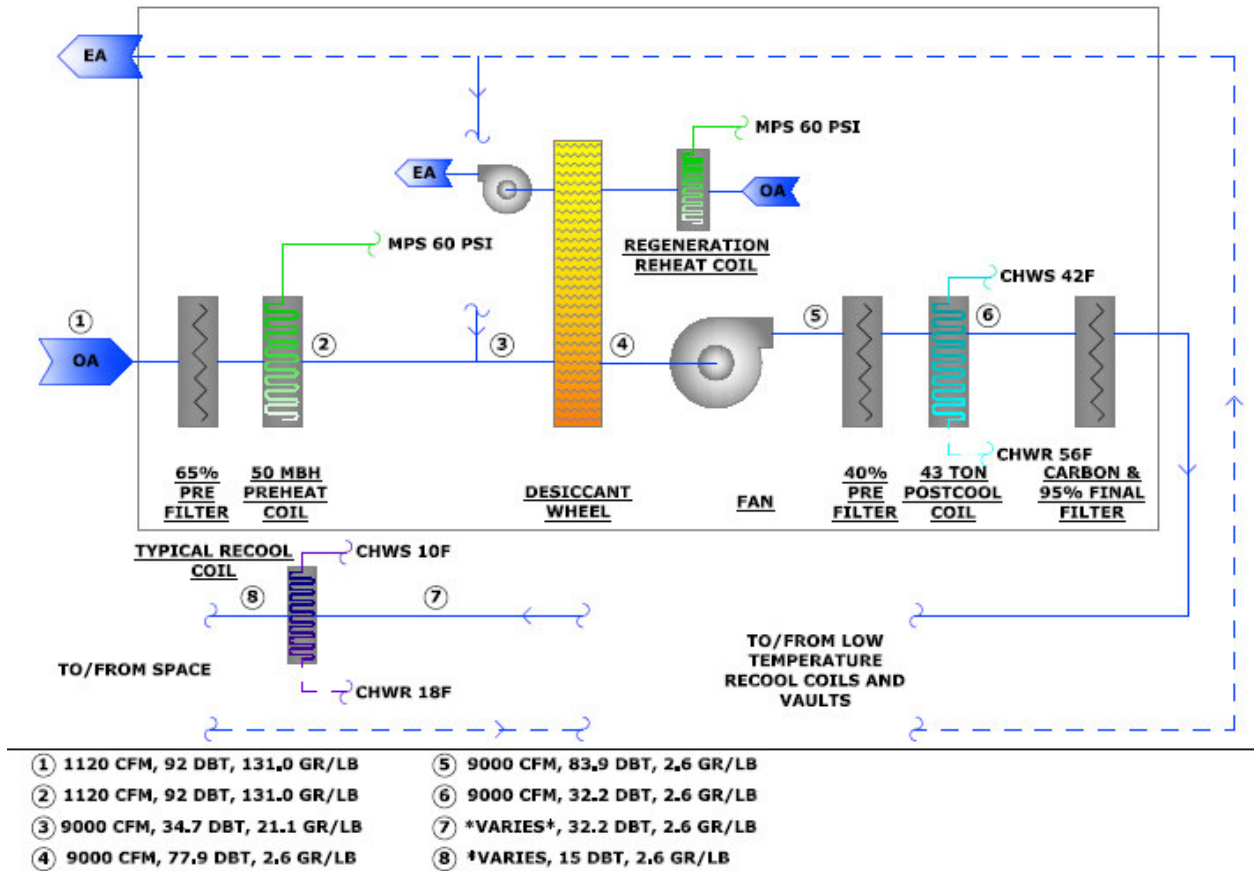 EA
MPS 60 PSI
EA
OA
REGENERATION
REHEAT COIL
MPS 60 PSI
CHWS 42F
1
OA
2
3
4
5
6
CHWR 56F
65%
PRE
FILTER
50 MBH
PREHEAT
COIL
DESICCANT
WHEEL
FAN
40%
PRE
FILTER
43 TON
POSTCOOL
COIL
CARBON &
95% FINAL
FILTER
TYPICAL RECOOL
COIL
CHWS 10F
8
7
TO/FROM SPACE
CHWR 18F
TO/FROM LOW
TEMPERATURE
RECOOL COILS AND
VAULTS
1 1120 CFM, 92 DBT, 131.0 GR/LB
2 1120 CFM, 92 DBT, 131.0 GR/LB
3 9000 CFM, 34.7 DBT, 21.1 GR/LB
4 9000 CFM, 77.9 DBT, 2.6 GR/LB
5 9000 CFM, 83.9 DBT, 2.6 GR/LB
6 9000 CFM, 32.2 DBT, 2.6 GR/LB
7 *VARIES*, 32.2 DBT, 2.6 GR/LB
8 *VARIES, 15 DBT, 2.6 GR/LB